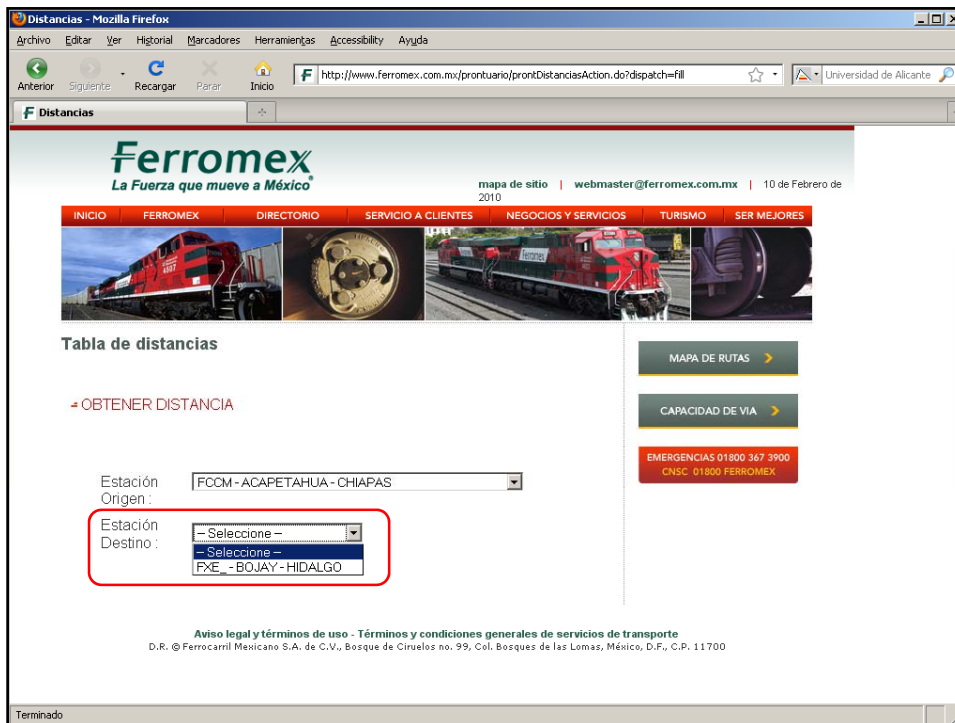 Distancias - Mozilla Firefox
Archivo Editar Ver Historial Marcadores Herramientas Accessibility Ayuda
Anterior Siguiente Recargar Parar Inicio
http://www.ferromex.com.mx/prontuario/prontDistanciasAction.do?dispatch=fill
Universidad de Alicante
Distancias
Ferromex
La Fuerza que mueve a México
mapa de sitio | webmaster@ferromex.com.mx | 10 de Febrero de
2010
INICIO FERROMEX DIRECTORIO SERVICIO A CLIENTES NEGOCIOS Y SERVICIOS TURISMO SER MEJORES
4507
Ferromex
Tabla de distancias
MAPA DE RUTAS
OBTENER DISTANCIA
CAPACIDAD DE VIA
EMERGENCIAS 01800 367 3900
CNSC 01800 FERROMEX
Estación
Origen :
FCCM - ACAPETAHUA - CHIAPAS
Estación
Destino :
-- Seleccione --
-- Seleccione --
FXE_ - BOJAY - HIDALGO
Aviso legal y términos de uso - Términos y condiciones generales de servicios de transporte
D.R. © Ferrocarril Mexicano S.A. de C.V., Bosque de Ciruelos no. 99, Col. Bosques de las Lomas, México, D.F., C.P. 11700
Terminado